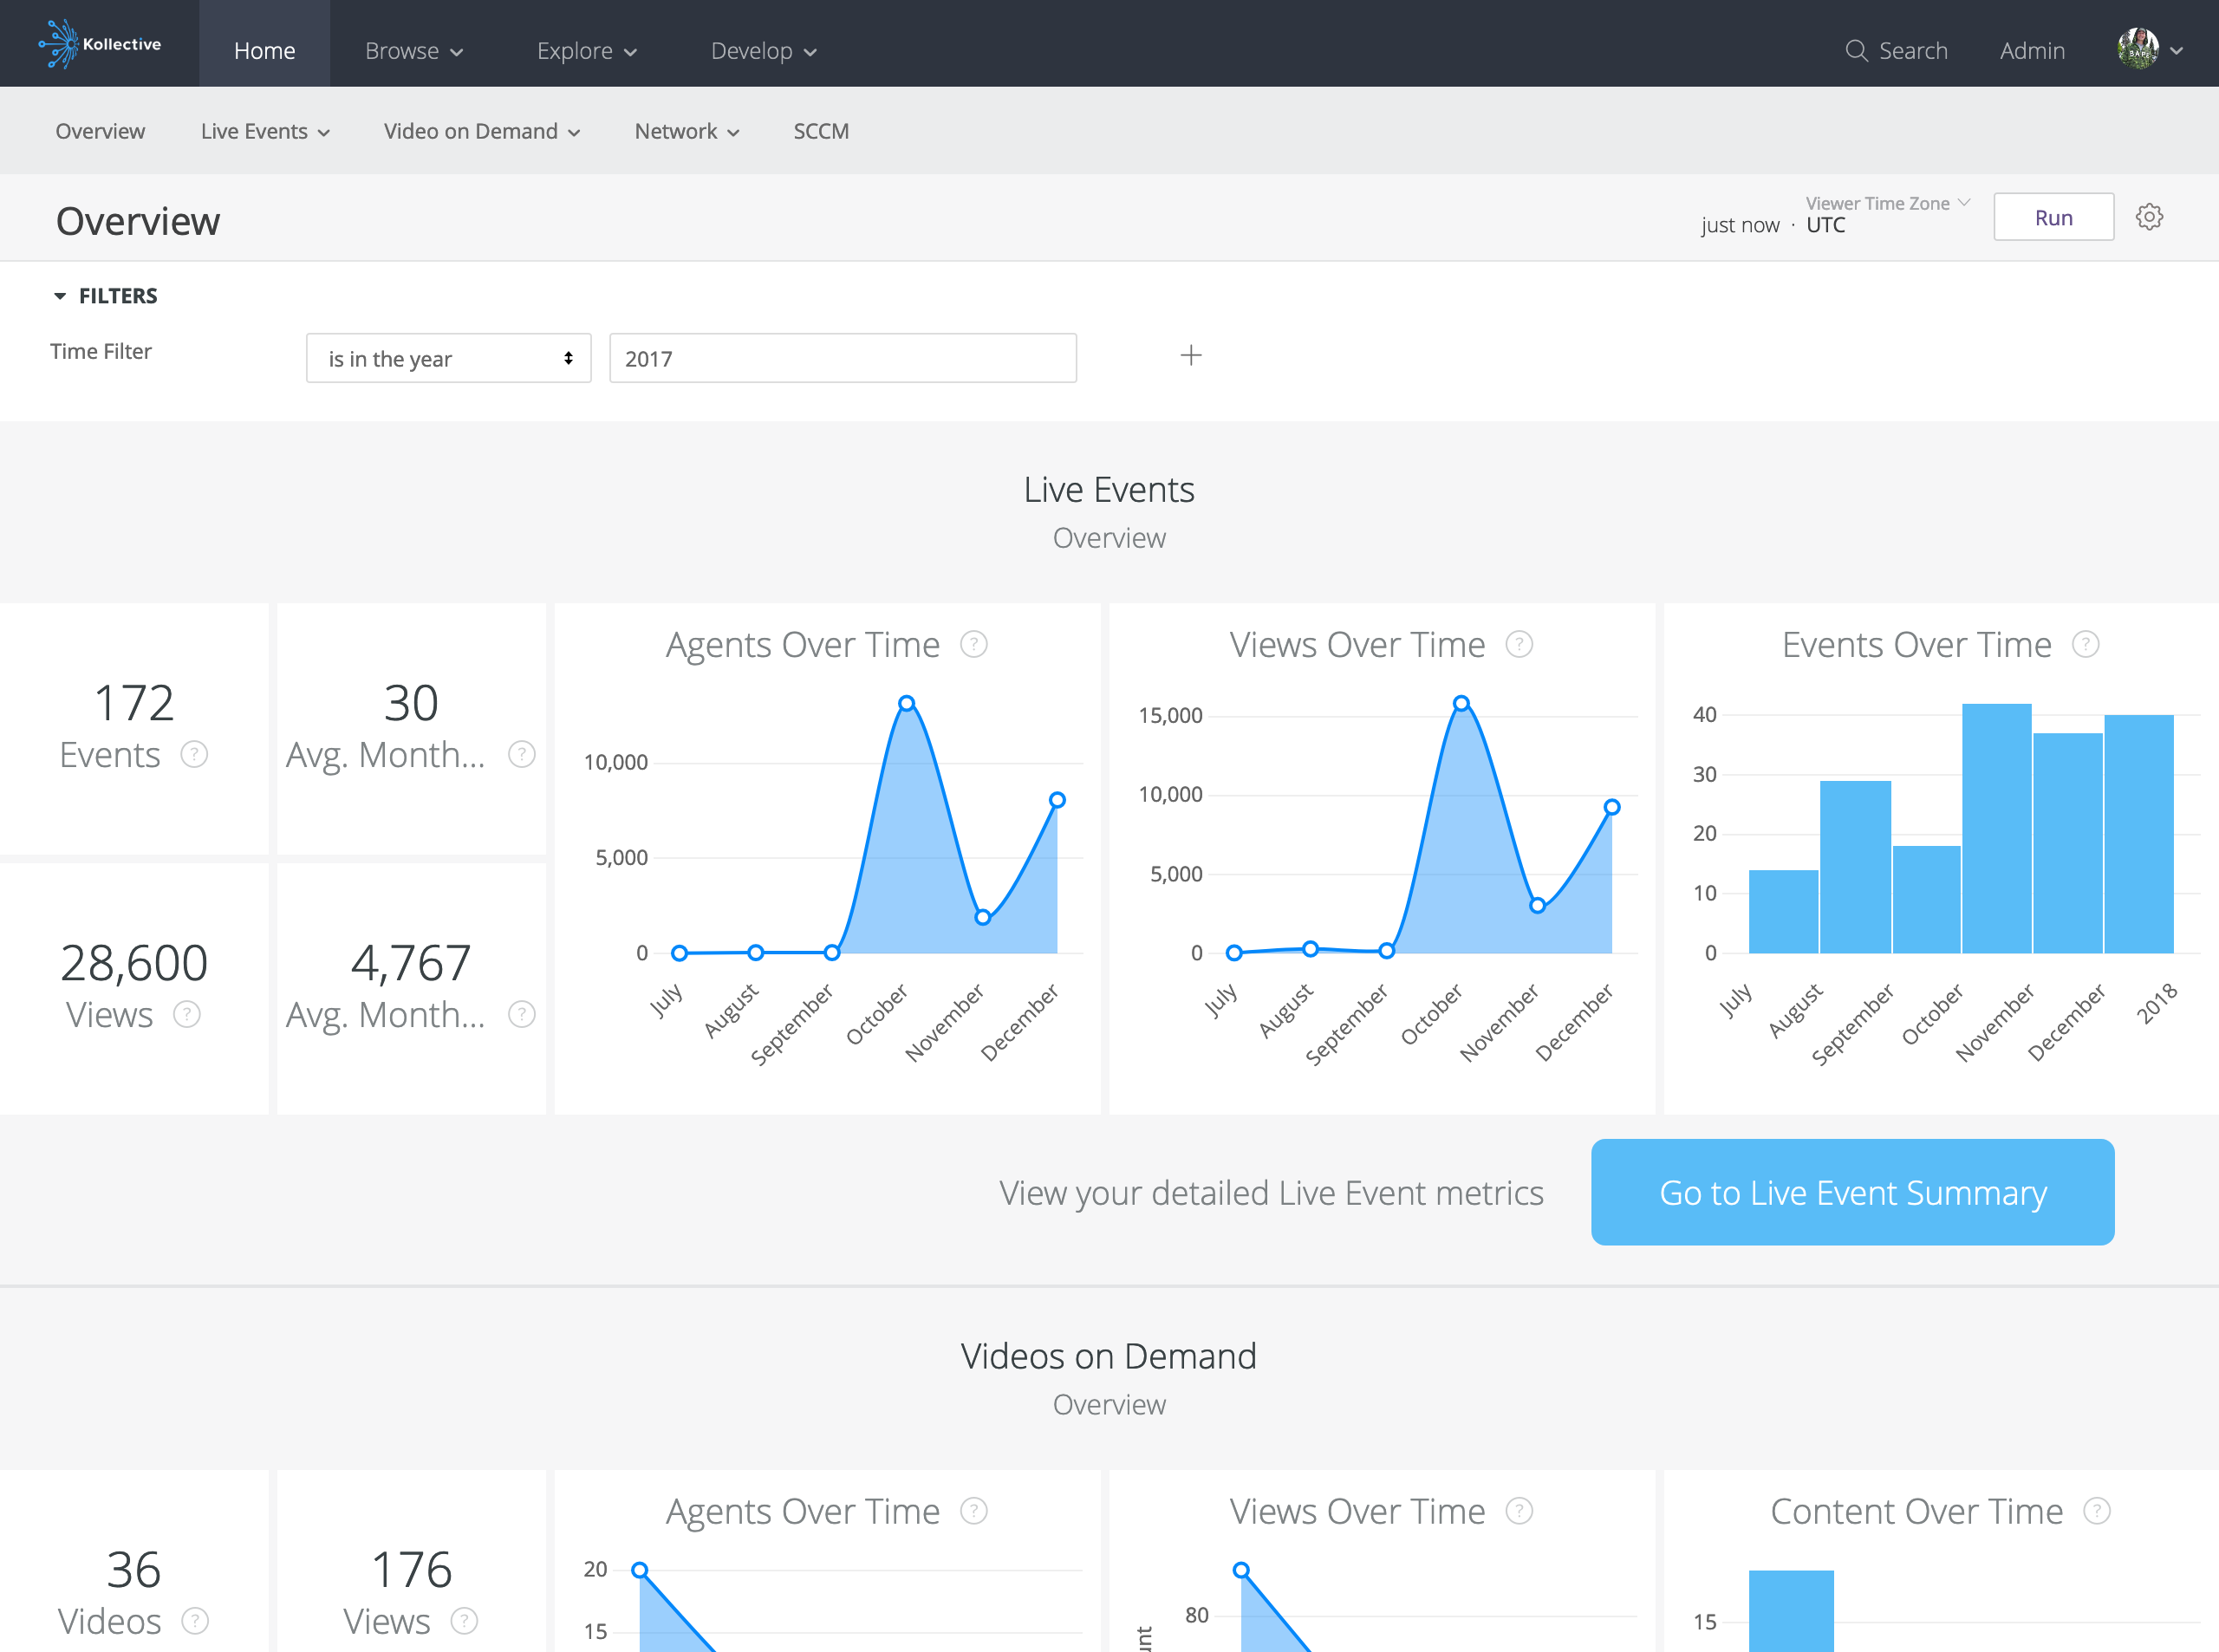 Kollective
Home
Browse
Explore
Develop
Search
Admin
Overview
Live Events
Video on Demand
Network
SCCM
Overview
Viewer Time Zone
just now · UTC
Run
FILTERS
Time Filter
is in the year
2017
Live Events
Overview
172
Events ?
30
Avg. Month... ?
28,600
Views ?
4,767
Avg. Month... ?
Agents Over Time ?
10,000
5,000
0
July
August
September
October
November
December
Views Over Time ?
15,000
10,000
5,000
0
July
August
September
October
November
December
Events Over Time ?
40
30
20
10
0
July
August
September
October
November
December
2018
View your detailed Live Event metrics
Go to Live Event Summary
Videos on Demand
Overview
36
Videos ?
176
Views ?
Agents Over Time ?
20
15
Views Over Time ?
80
Content Over Time ?
15